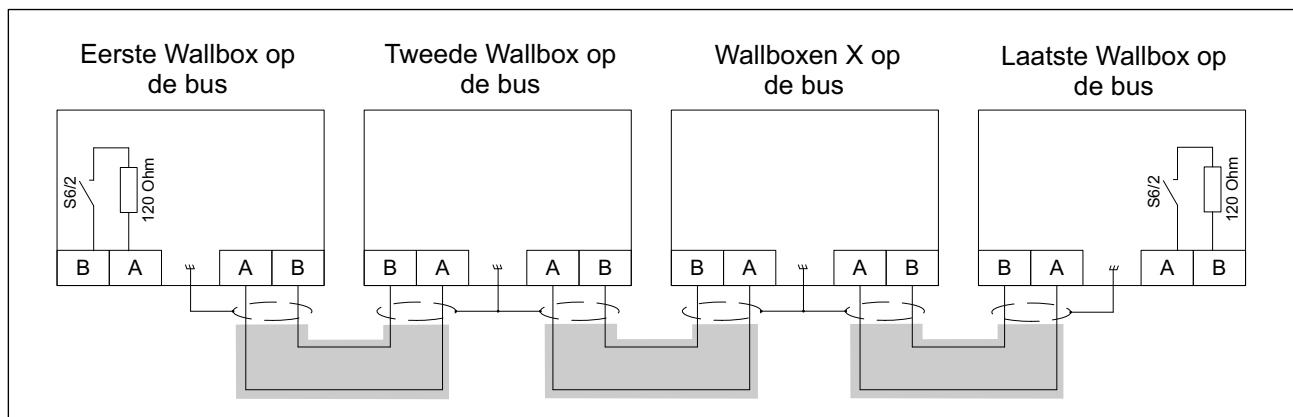 Eerste Wallbox op
de bus
Tweede Wallbox op
de bus
Wallboxen X op
de bus
Laatste Wallbox op
de bus
S6/2
120 Ohm
S6/2
120 Ohm
B A A B
B A A B
B A A B
B A A B